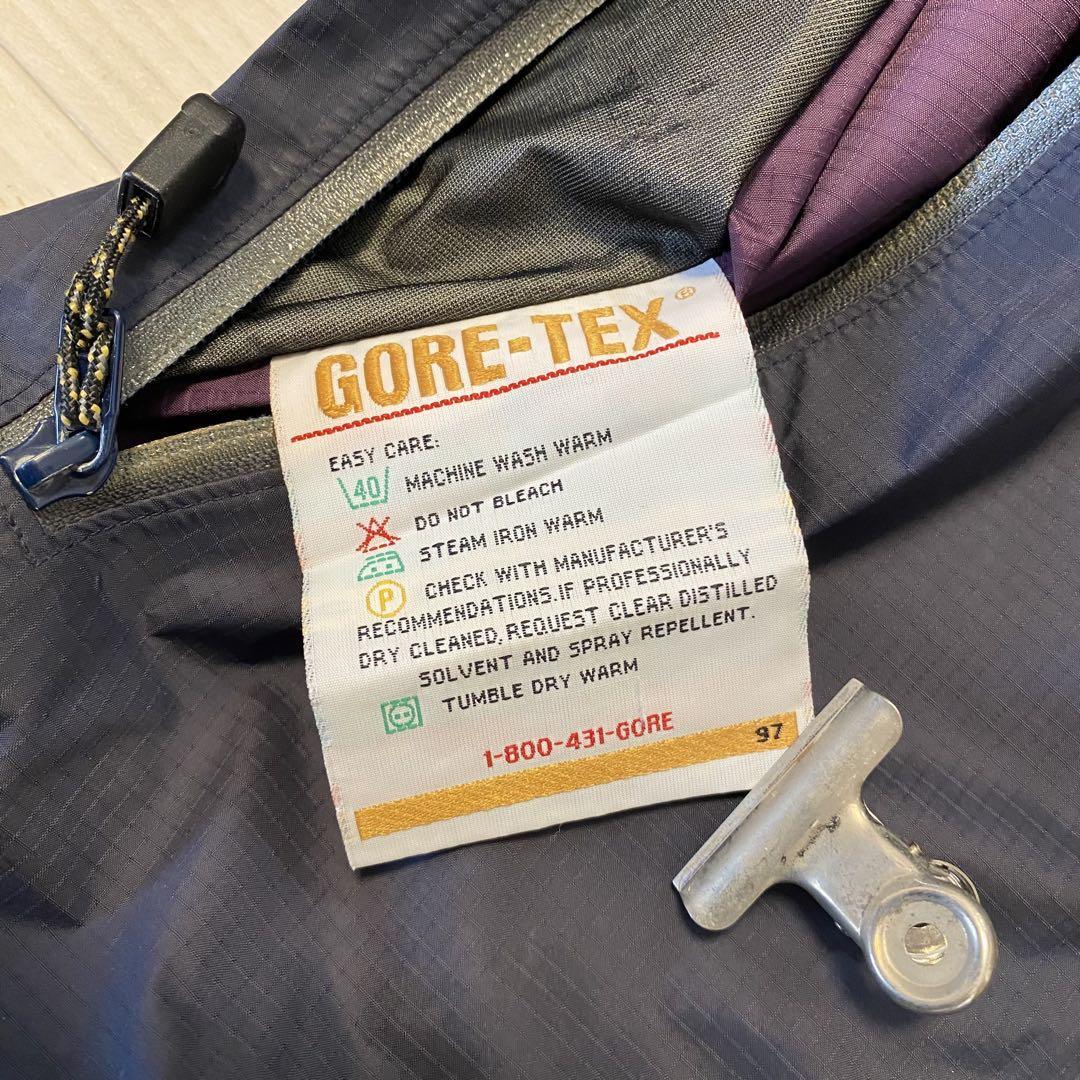 GORE-TEX®
EASY CARE:
40 MACHINE WASH WARM
DO NOT BLEACH
STEAM IRON WARM
P CHECK WITH MANUFACTURER'S
RECOMMENDATIONS. IF PROFESSIONALLY
DRY CLEANED, REQUEST CLEAR DISTILLED
SOLVENT AND SPRAY REPELLENT.
TUMBLE DRY WARM
1-800-431-GORE
97